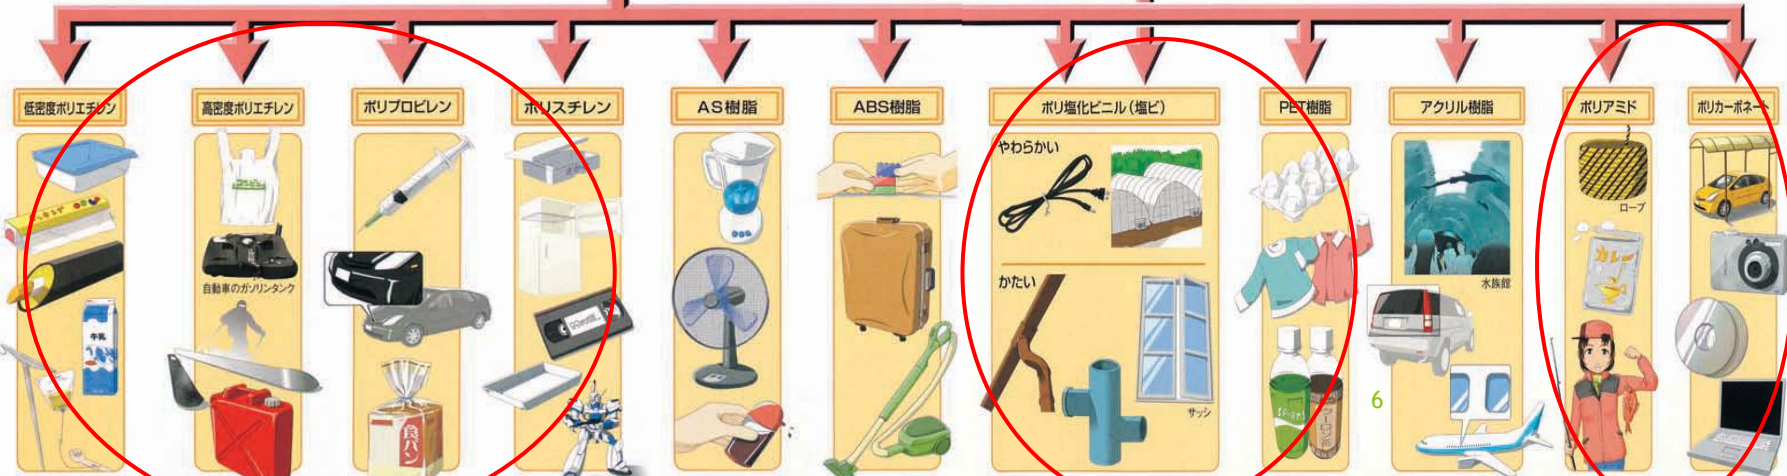 低密度ポリエチレン
高密度ポリエチレン
ポリプロピレン
ポリスチレン
AS樹脂
ABS樹脂
ポリ塩化ビニル(塩ビ)
PET樹脂
アクリル樹脂
ポリアミド
ポリカーボネート
牛乳
自動車のガソリンタンク
食パン
やわらかい
かたい
サッシ
水族館
ロープ
カレー
6